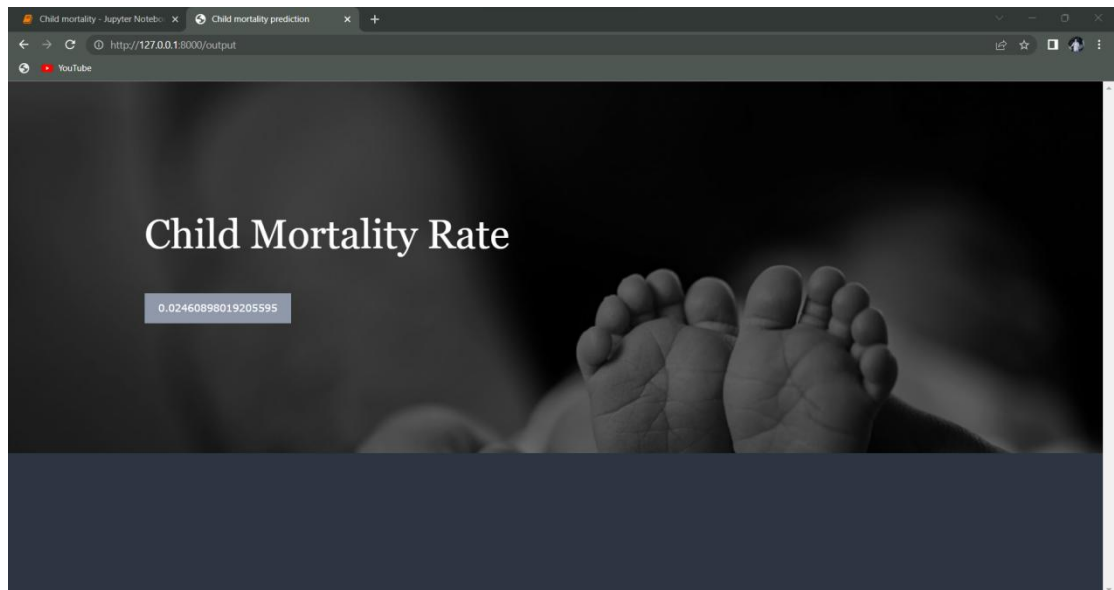 Child mortality - Jupyter Notebo
Child mortality prediction
http://127.0.0.1:8000/output
YouTube
Child Mortality Rate
0.02460898019205595